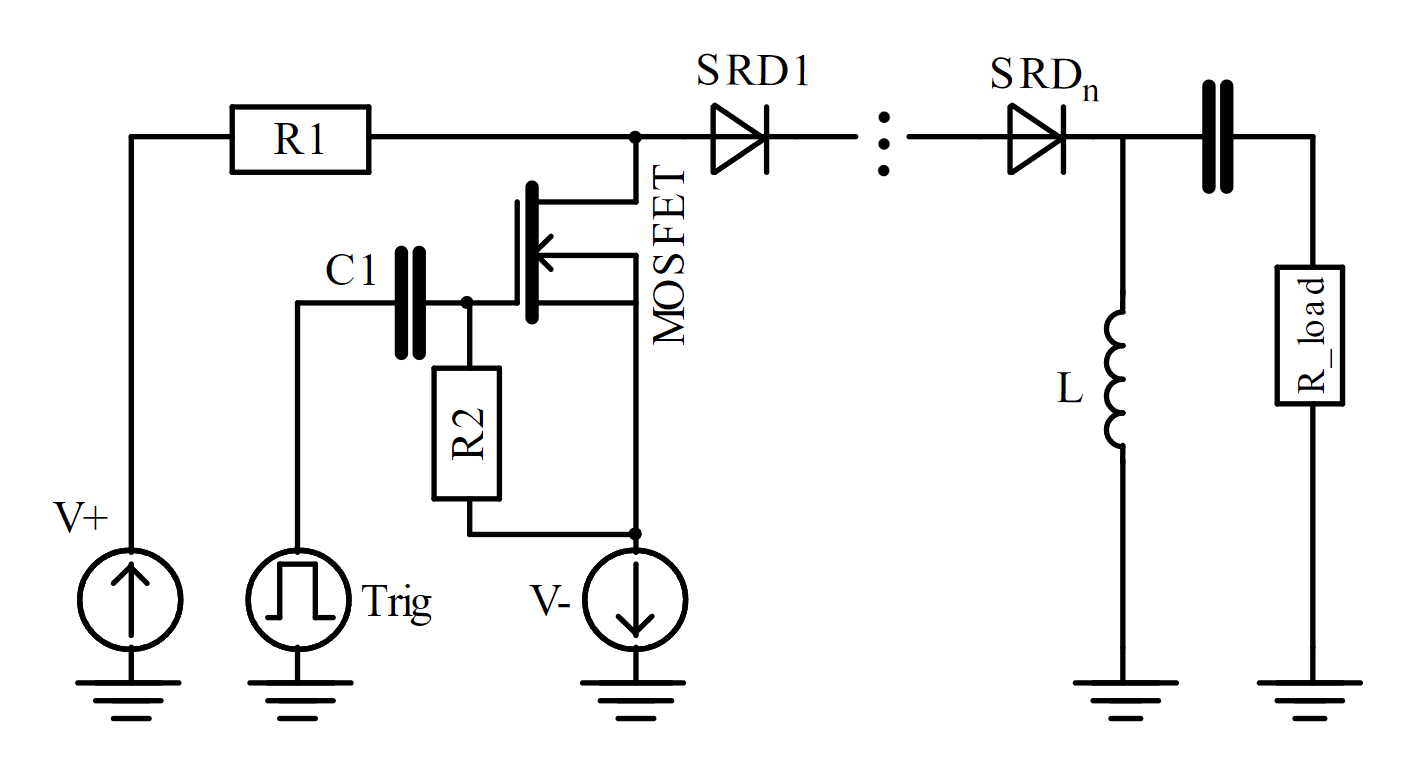 SRD1
SRDn
R1
MOSFET
C1
R_load
L
R2
V+
Trig
V-